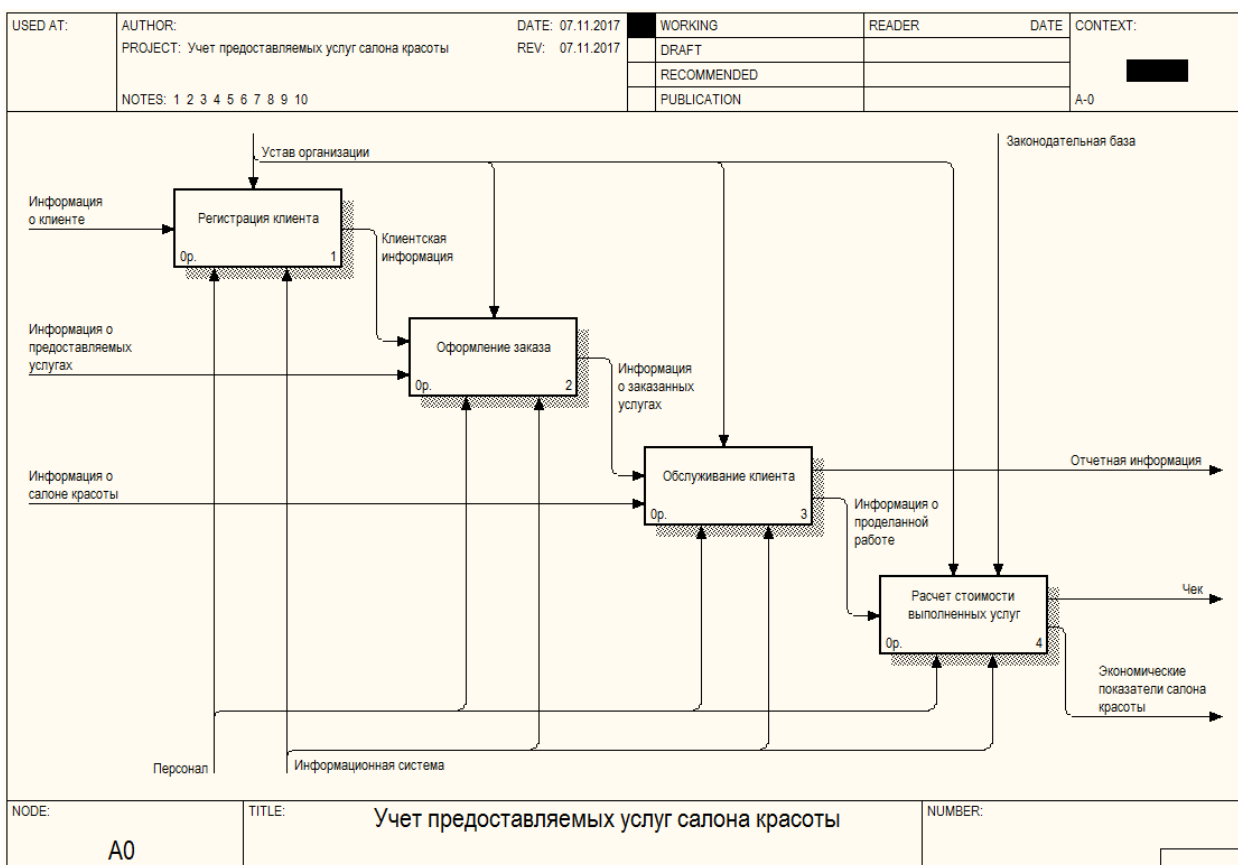 USED AT:
AUTHOR:
DATE: 07.11.2017
PROJECT: Учет предоставляемых услуг салона красоты
REV: 07.11.2017
NOTES: 1 2 3 4 5 6 7 8 9 10
WORKING
DRAFT
RECOMMENDED
PUBLICATION
READER
DATE
CONTEXT:
A-0
Устав организации
Законодательная база
Информация
о клиенте
Регистрация клиента
0р.
1
Клиентская
информация
Информация о
предоставляемых
услугах
Оформление заказа
0р.
2
Информация
о заказанных
услугах
Информация о
салоне красоты
Обслуживание клиента
0р.
3
Отчетная информация
Информация о
проделанной
работе
Расчет стоимости
выполненных услуг
0р.
4
Чек
Экономические
показатели салона
красоты
Персонал
Информационная система
NODE:
A0
TITLE:
Учет предоставляемых услуг салона красоты
NUMBER: